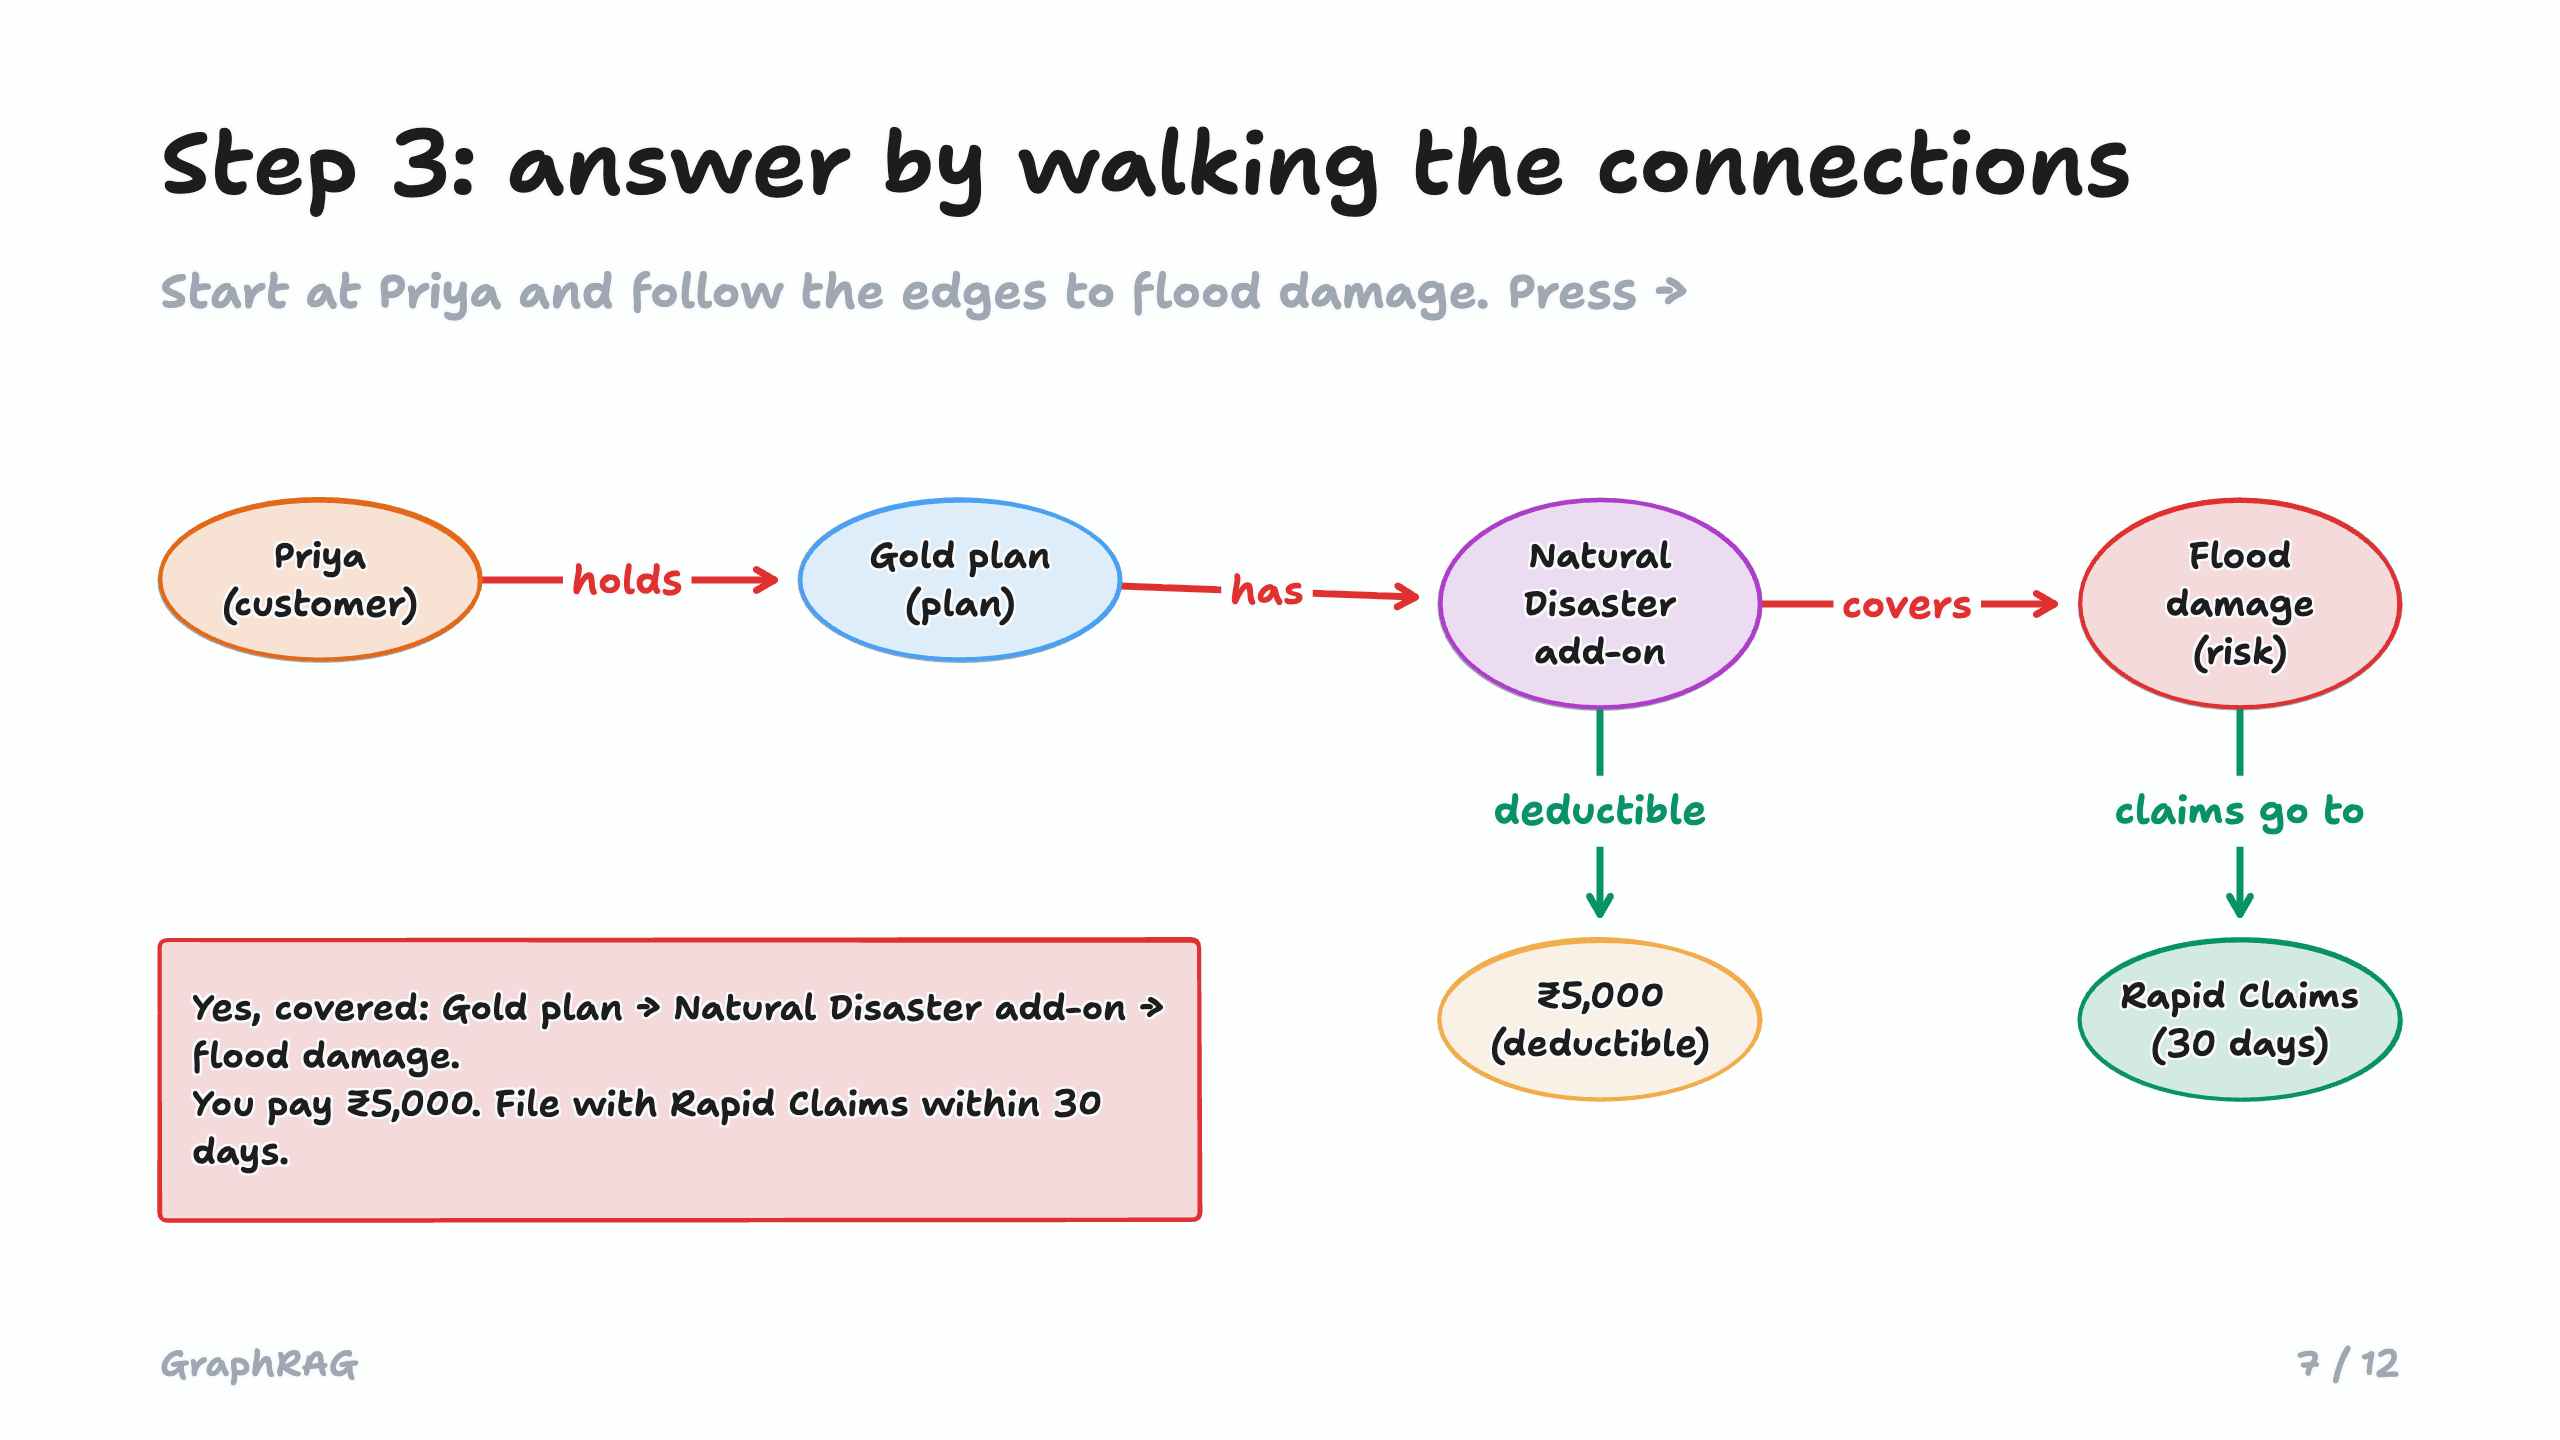 Step 3: answer by walking the connections
Start at Priya and follow the edges to flood damage. Press →
Priya
(customer)
holds
Gold plan
(plan)
has
Natural
Disaster
add-on
covers
Flood
damage
(risk)
deductible
claims go to
₹5,000
(deductible)
Rapid Claims
(30 days)
Yes, covered: Gold plan → Natural Disaster add-on →
flood damage.
You pay ₹5,000. File with Rapid Claims within 30
days.
GraphRAG
7 / 12